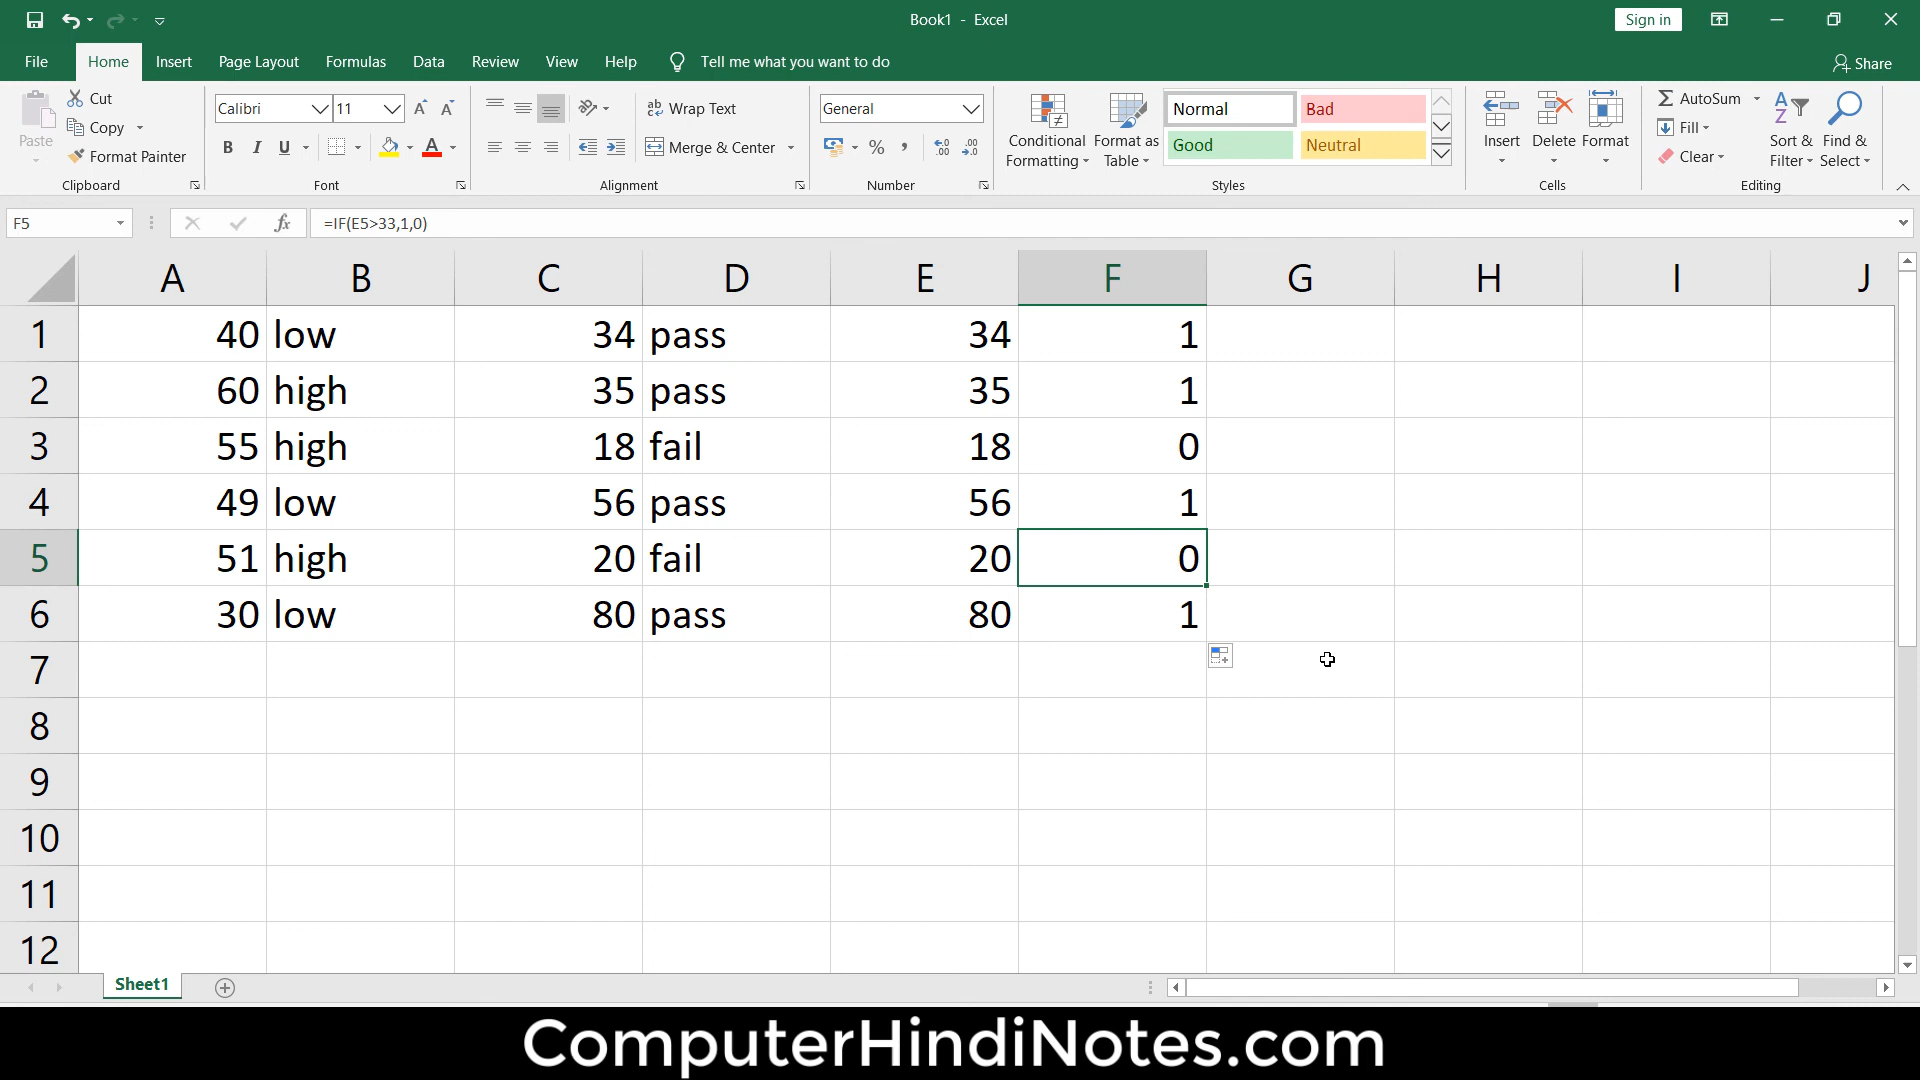 Book1 - Excel
Sign in
File Home Insert Page Layout Formulas Data Review View Help Tell me what you want to do Share
Paste
Cut
Copy
Format Painter
Clipboard
Calibri 11
B I U
Font
Wrap Text
Merge & Center
Alignment
General
%
Number
Conditional Formatting
Format as Table
Normal Bad
Good Neutral
Styles
Insert Delete Format
Cells
AutoSum
Fill
Clear
Sort & Filter
Find & Select
Editing
F5 fx =IF(E5>33,1,0)
A B C D E F G H I J
1 40 low 34 pass 34 1
2 60 high 35 pass 35 1
3 55 high 18 fail 18 0
4 49 low 56 pass 56 1
5 51 high 20 fail 20 0
6 30 low 80 pass 80 1
7
8
9
10
11
12
Sheet1
ComputerHindiNotes.com